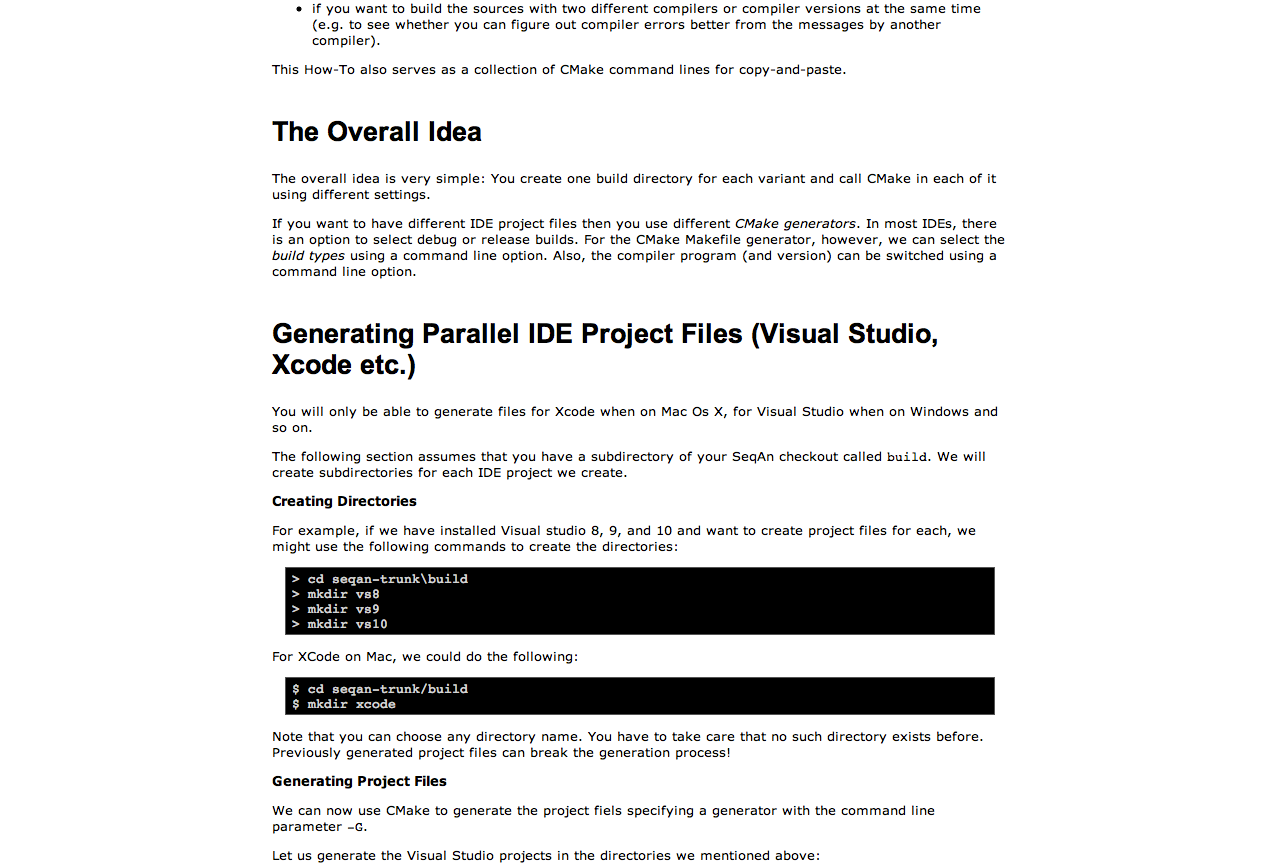 • if you want to build the sources with two different compilers or compiler versions at the same time
(e.g. to see whether you can figure out compiler errors better from the messages by another
compiler).
This How-To also serves as a collection of CMake command lines for copy-and-paste.
The Overall Idea
The overall idea is very simple: You create one build directory for each variant and call CMake in each of it
using different settings.
If you want to have different IDE project files then you use different CMake generators. In most IDEs, there
is an option to select debug or release builds. For the CMake Makefile generator, however, we can select the
build types using a command line option. Also, the compiler program (and version) can be switched using a
command line option.
Generating Parallel IDE Project Files (Visual Studio,
Xcode etc.)
You will only be able to generate files for Xcode when on Mac Os X, for Visual Studio when on Windows and
so on.
The following section assumes that you have a subdirectory of your SeqAn checkout called build. We will
create subdirectories for each IDE project we create.
Creating Directories
For example, if we have installed Visual studio 8, 9, and 10 and want to create project files for each, we
might use the following commands to create the directories:
> cd seqan-trunk\build
> mkdir vs8
> mkdir vs9
> mkdir vs10
For XCode on Mac, we could do the following:
$ cd seqan-trunk/build
$ mkdir xcode
Note that you can choose any directory name. You have to take care that no such directory exists before.
Previously generated project files can break the generation process!
Generating Project Files
We can now use CMake to generate the project fiels specifying a generator with the command line
parameter -G.
Let us generate the Visual Studio projects in the directories we mentioned above: